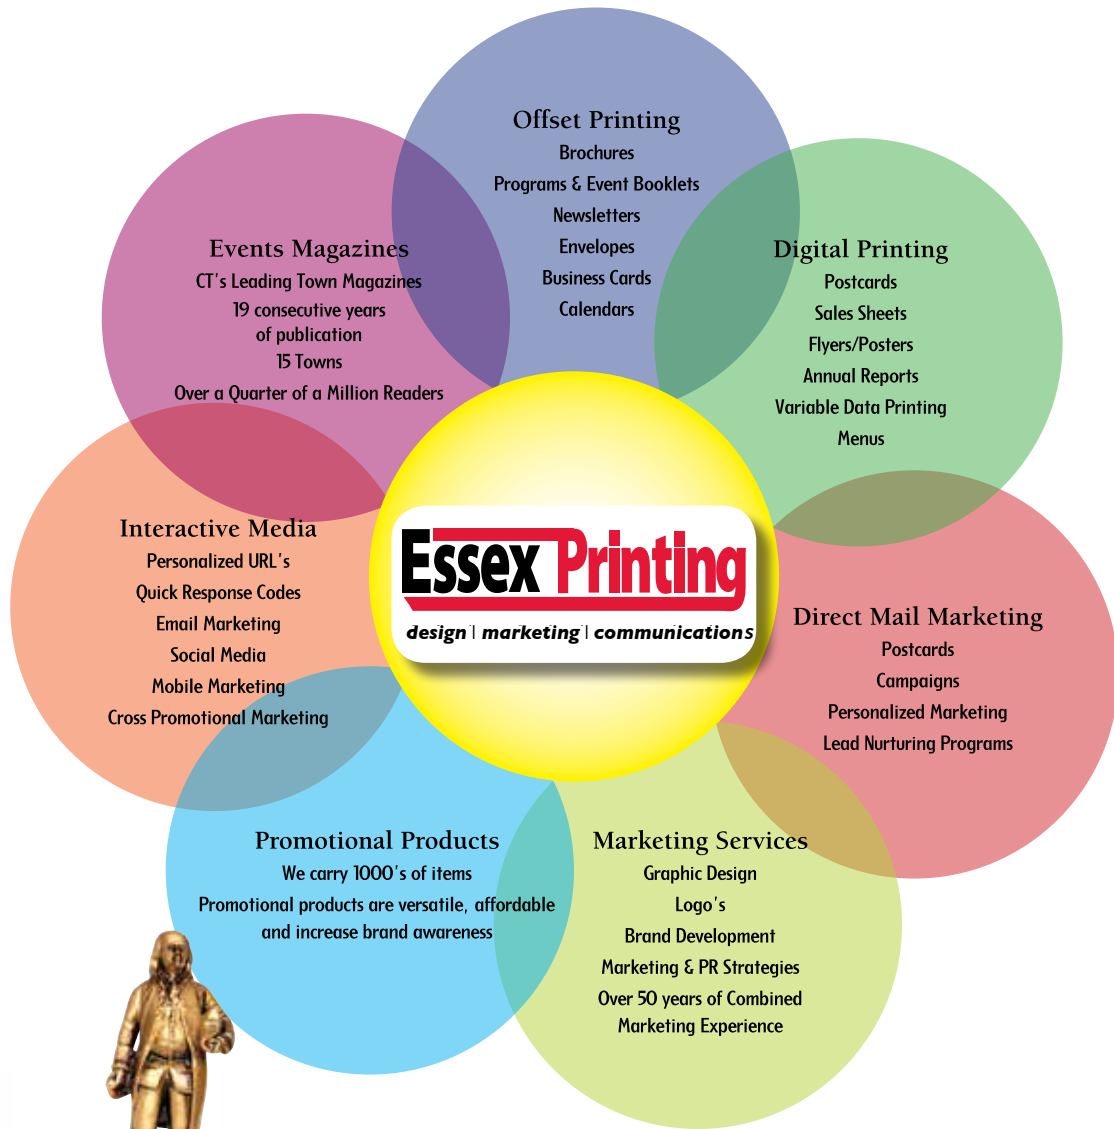 Offset Printing
Brochures
Programs & Event Booklets
Newsletters
Envelopes
Business Cards
Calendars
Events Magazines
CT's Leading Town Magazines
19 consecutive years
of publication
15 Towns
Over a Quarter of a Million Readers
Digital Printing
Postcards
Sales Sheets
Flyers/Posters
Annual Reports
Variable Data Printing
Menus
Interactive Media
Personalized URL's
Quick Response Codes
Email Marketing
Social Media
Mobile Marketing
Cross Promotional Marketing
Essex Printing
design | marketing | communications
Direct Mail Marketing
Postcards
Campaigns
Personalized Marketing
Lead Nurturing Programs
Promotional Products
We carry 1000's of items
Promotional products are versatile, affordable
and increase brand awareness
Marketing Services
Graphic Design
Logo's
Brand Development
Marketing & PR Strategies
Over 50 years of Combined
Marketing Experience